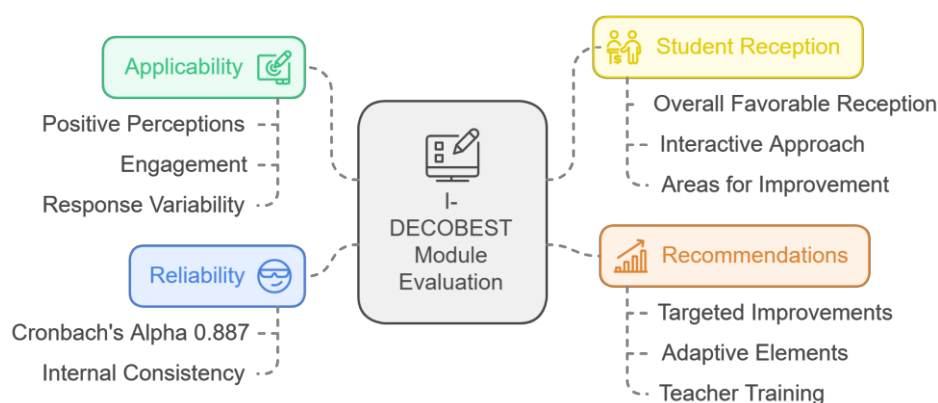 Applicability
Positive Perceptions
Engagement
Response Variability
Reliability
Cronbach's Alpha 0.887
Internal Consistency
I-
DECOBEST
Module
Evaluation
Student Reception
Overall Favorable Reception
Interactive Approach
Areas for Improvement
Recommendations
Targeted Improvements
Adaptive Elements
Teacher Training